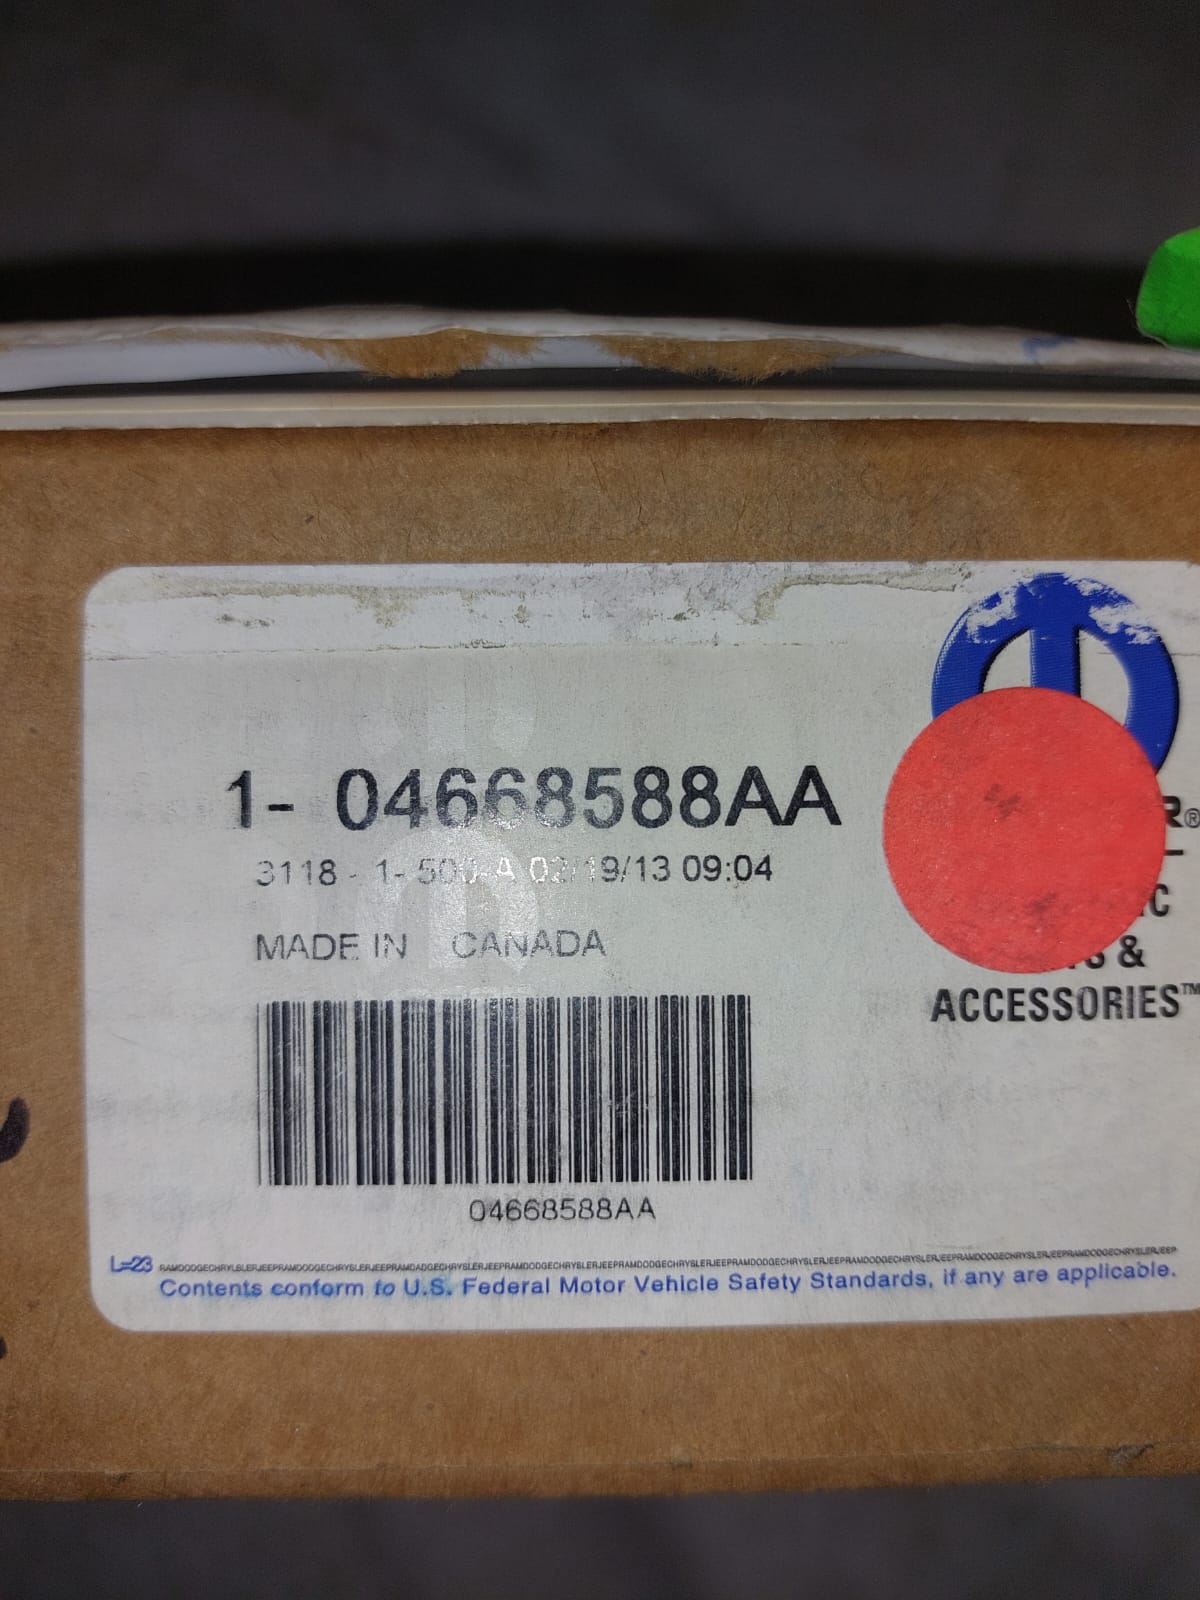 1- 04668588AA
3118 - 1- 500-A 02/19/13 09:04
MADE IN CANADA
R®
&
ACCESSORIES™
04668588AA
L=23
Contents conform to U.S. Federal Motor Vehicle Safety Standards, if any are applicable.